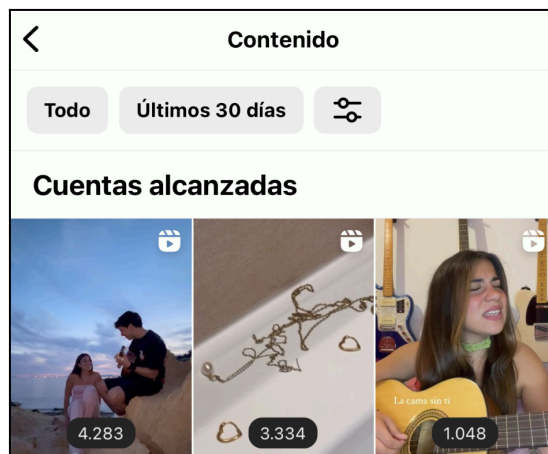 Contenido
Todo
Últimos 30 días
Cuentas alcanzadas
La cama sin ti
4.283
3.334
1.048